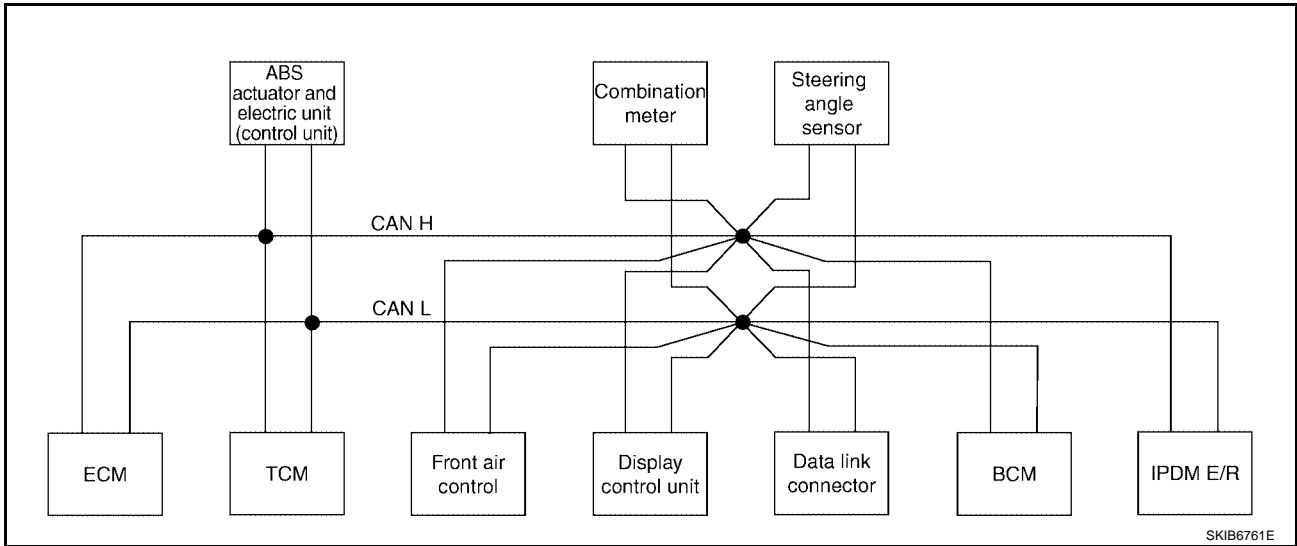 ABS
actuator and
electric unit
(control unit)
Combination
meter
Steering
angle
sensor
CAN H
CAN L
ECM
TCM
Front air
control
Display
control unit
Data link
connector
BCM
IPDM E/R
SKIB6761E